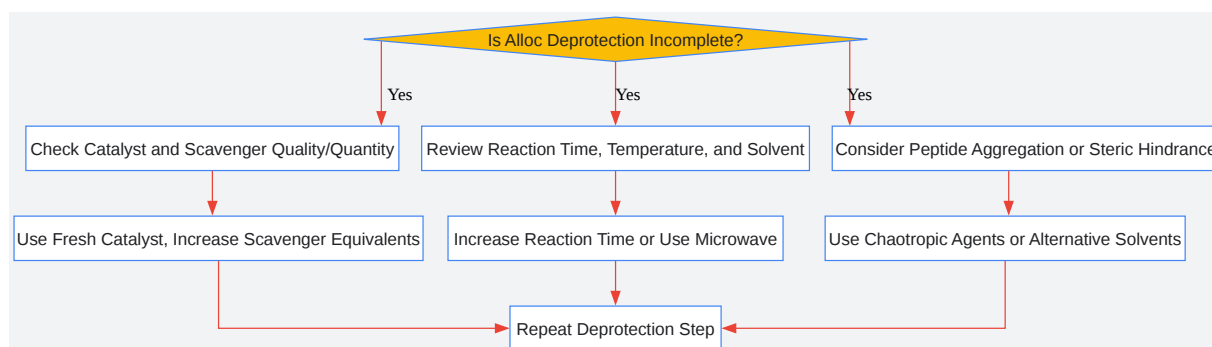 Is Alloc Deprotection Incomplete?
Yes
Yes
Yes
Check Catalyst and Scavenger Quality/Quantity
Review Reaction Time, Temperature, and Solvent
Consider Peptide Aggregation or Steric Hindrance
Use Fresh Catalyst, Increase Scavenger Equivalents
Increase Reaction Time or Use Microwave
Use Chaotropic Agents or Alternative Solvents
Repeat Deprotection Step